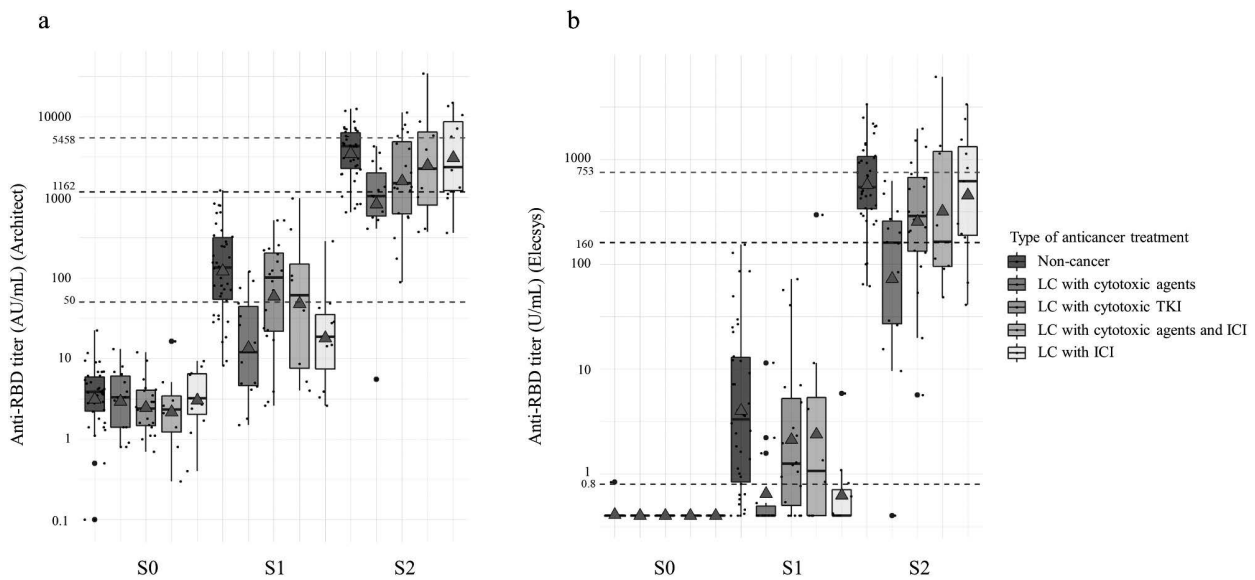 a
b
Anti-RBD titer (AU/mL) (Architect)
10000
5458
1162
1000
100
50
10
1
0.1
S0
S1
S2
Anti-RBD titer (U/mL) (Elecsys)
1000
753
160
100
10
1
0.8
S0
S1
S2
Type of anticancer treatment
Non-cancer
LC with cytotoxic agents
LC with cytotoxic TKI
LC with cytotoxic agents and ICI
LC with ICI